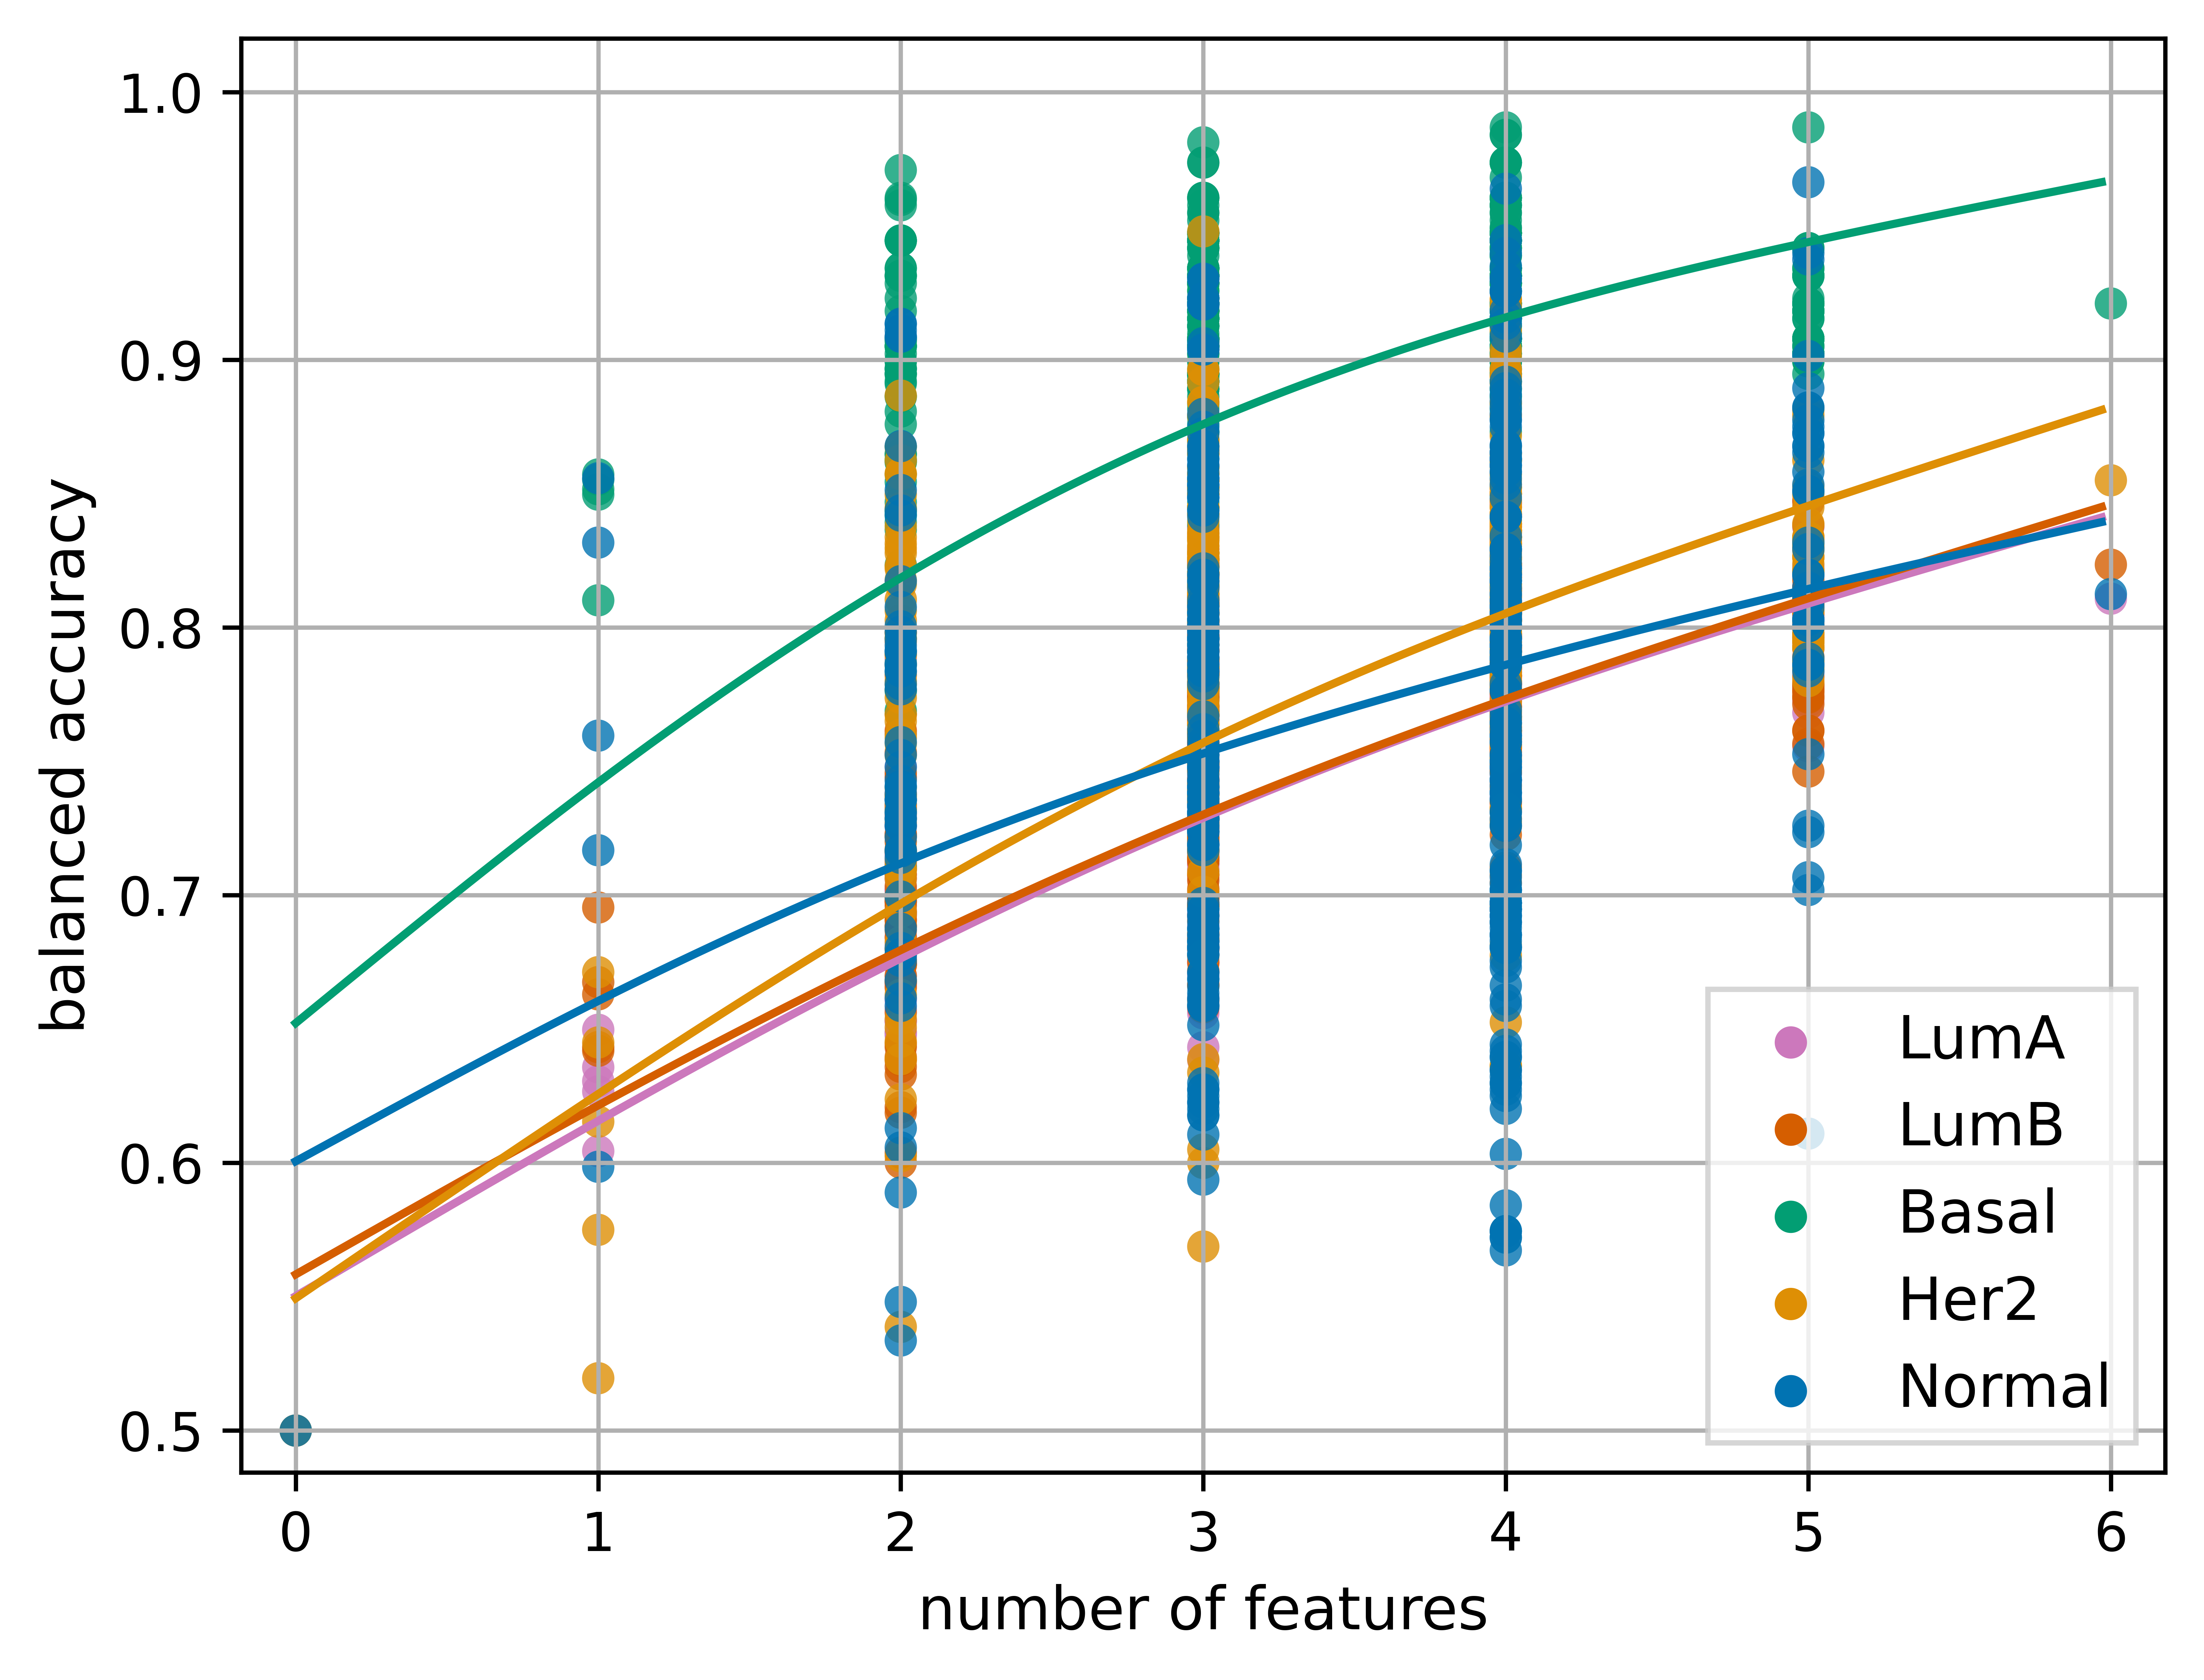 1.0
0.9
0.8
0.7
0.6
0.5
balanced accuracy
0 1 2 3 4 5 6
number of features
LumA
LumB
Basal
Her2
Normal